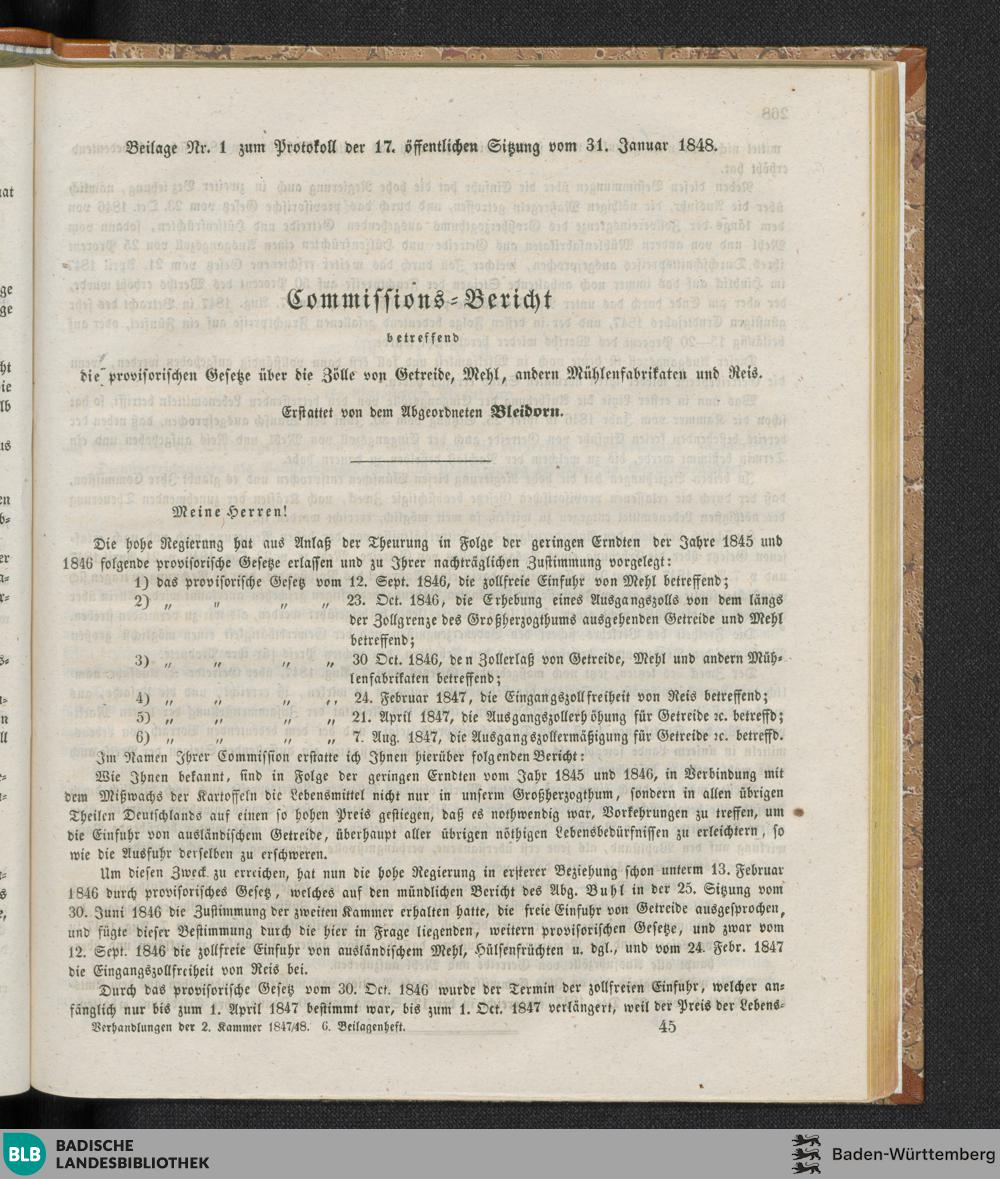 Beilage Nr. 1 zum Protokoll der 17. öffentlichen Sitzung vom 31. Januar 1848.
Commissions-Bericht
betreffend
die provisorischen Gesetze über die Zölle von Getreide, Mehl, andern Mühlenfabrikaten und Reis.
Erstattet von dem Abgeordneten Bleidorn.
Meine Herren!
Die hohe Regierung hat aus Anlaß der Theurung in Folge der geringen Erndten der Jahre 1845 und
1846 folgende provisorische Gesetze erlassen und zu Ihrer nachträglichen Zustimmung vorgelegt:
1) das provisorische Gesetz vom 12. Sept. 1846, die zollfreie Einfuhr von Mehl betreffend;
2) „ „ „ „ 23. Oct. 1846, die Erhebung eines Ausgangszolls von dem längs
der Zollgrenze des Großherzogthums ausgehenden Getreide und Mehl
betreffend;
3) „ „ „ „ 30 Oct. 1846, den Zollerlaß von Getreide, Mehl und andern Müh-
lenfabrikaten betreffend;
4) „ „ „ „ 24. Februar 1847, die Eingangszollfreiheit von Reis betreffend;
5) „ „ „ „ 21. April 1847, die Ausgangszollerhöhung für Getreide ꝛc. betreffd;
6) „ „ „ „ 7. Aug. 1847, die Ausgangszollermäßigung für Getreide ꝛc. betreffd.
Im Namen Ihrer Commission erstatte ich Ihnen hierüber folgenden Bericht:
Wie Ihnen bekannt, sind in Folge der geringen Erndten vom Jahr 1845 und 1846, in Verbindung mit
dem Mißwachs der Kartoffeln die Lebensmittel nicht nur in unserm Großherzogthum, sondern in allen übrigen
Theilen Deutschlands auf einen so hohen Preis gestiegen, daß es nothwendig war, Vorkehrungen zu treffen, um
die Einfuhr von ausländischem Getreide, überhaupt aller übrigen nöthigen Lebensbedürfnissen zu erleichtern, so
wie die Ausfuhr derselben zu erschweren.
Um diesen Zweck zu erreichen, hat nun die hohe Regierung in ersterer Beziehung schon unterm 13. Februar
1846 durch provisorisches Gesetz, welches auf den mündlichen Bericht des Abg. Buhl in der 25. Sitzung vom
30. Juni 1846 die Zustimmung der zweiten Kammer erhalten hatte, die freie Einfuhr von Getreide ausgesprochen,
und fügte dieser Bestimmung durch die hier in Frage liegenden, weitern provisorischen Gesetze, und zwar vom
12. Sept. 1846 die zollfreie Einfuhr von ausländischem Mehl, Hülsenfrüchten u. dgl., und vom 24. Febr. 1847
die Eingangszollfreiheit von Reis bei.
Durch das provisorische Gesetz vom 30. Oct. 1846 wurde der Termin der zollfreien Einfuhr, welcher an-
fänglich nur bis zum 1. April 1847 bestimmt war, bis zum 1. Oct. 1847 verlängert, weil der Preis der Lebens-
Verhandlungen der 2. Kammer 1847/48. 6. Beilagenheft. 45
BLB BADISCHE
LANDESBIBLIOTHEK
Baden-Württemberg